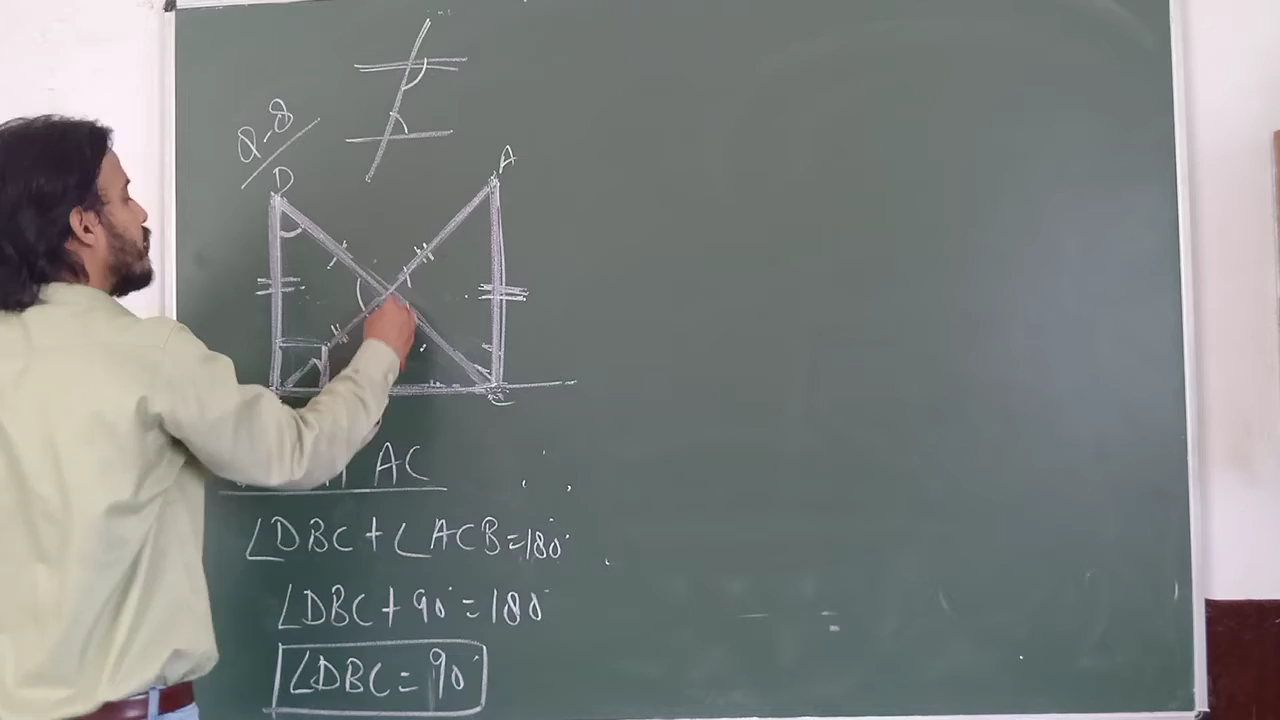 Q-8
D
A
C
AC
∠DBC + ∠ACB = 180°
∠DBC + 90° = 180°
∠DBC = 90°